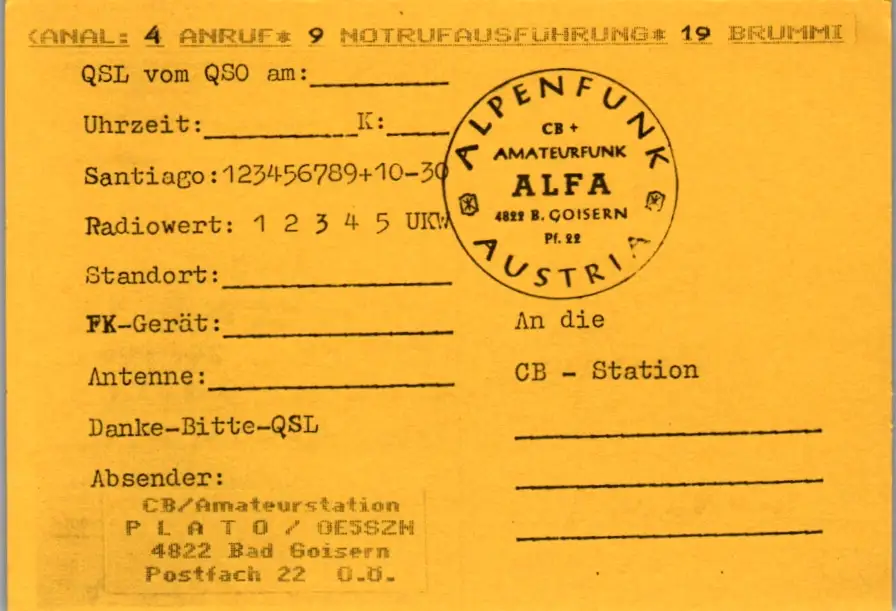 KANAL: 4 ANRUF* 9 NOTRUFAUSFÜHRUNG* 19 BRUMMI
QSL vom QSO am:
Uhrzeit: K:
Santiago:123456789+10-30
Radiowert: 1 2 3 4 5 UKW
Standort:
FK-Gerät:
Antenne:
Danke-Bitte-QSL
Absender:
CB/Amateurstation
P L A T O / OE5SZN
4822 Bad Goisern
Postfach 22 O.Ö.
ALPENFUNK
CB +
AMATEURFUNK
ALFA
4822 B. GOISERN
Pf. 22
AUSTRIA
An die
CB - Station